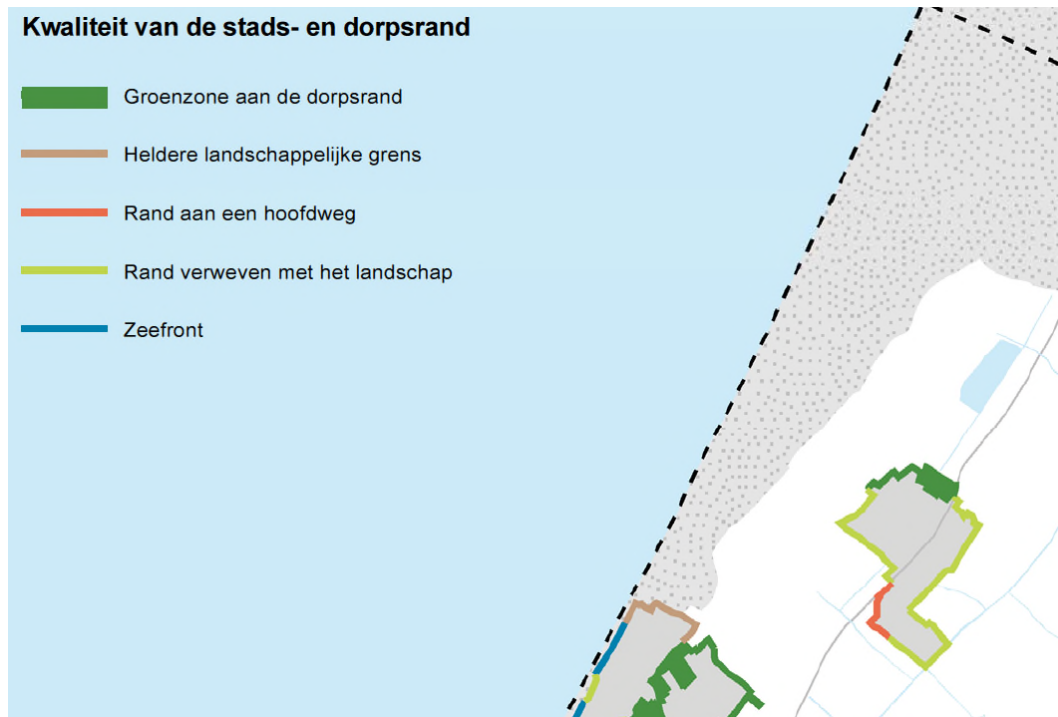 Kwaliteit van de stads- en dorpsrand
Groenzone aan de dorpsrand
Heldere landschappelijke grens
Rand aan een hoofdweg
Rand verweven met het landschap
Zeefront